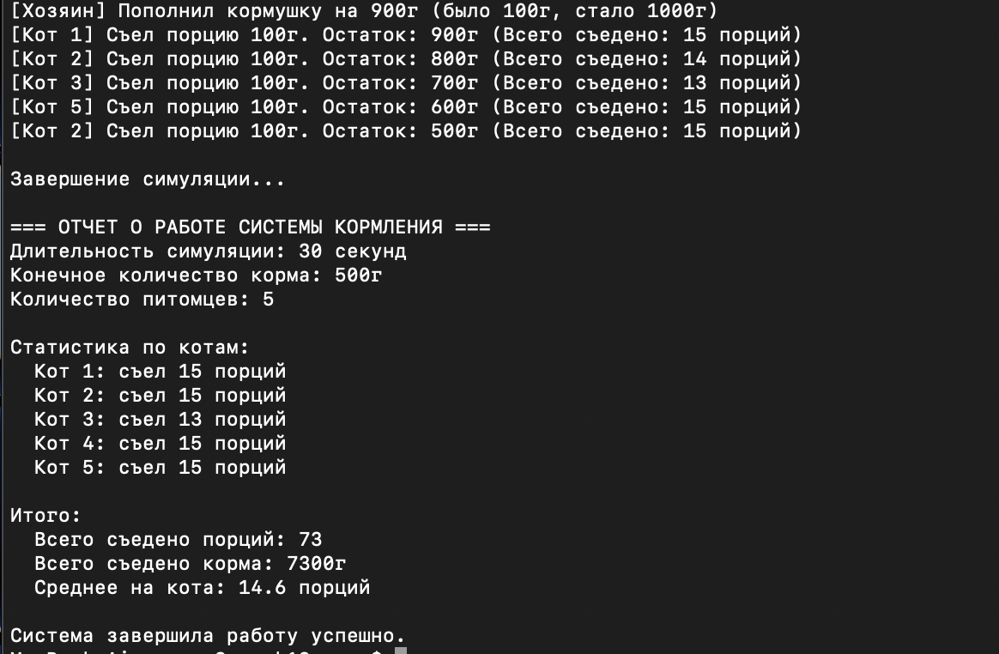 [Хозяин] Пополнил кормушку на 900г (было 100г, стало 1000г)
[Кот 1] Съел порцию 100г. Остаток: 900г (Всего съедено: 15 порций)
[Кот 2] Съел порцию 100г. Остаток: 800г (Всего съедено: 14 порций)
[Кот 3] Съел порцию 100г. Остаток: 700г (Всего съедено: 13 порций)
[Кот 5] Съел порцию 100г. Остаток: 600г (Всего съедено: 15 порций)
[Кот 2] Съел порцию 100г. Остаток: 500г (Всего съедено: 15 порций)
Завершение симуляции...
=== ОТЧЕТ О РАБОТЕ СИСТЕМЫ КОРМЛЕНИЯ ===
Длительность симуляции: 30 секунд
Конечное количество корма: 500г
Количество питомцев: 5
Статистика по котам:
Кот 1: съел 15 порций
Кот 2: съел 15 порций
Кот 3: съел 13 порций
Кот 4: съел 15 порций
Кот 5: съел 15 порций
Итого:
Всего съедено порций: 73
Всего съедено корма: 7300г
Среднее на кота: 14.6 порций
Система завершила работу успешно.